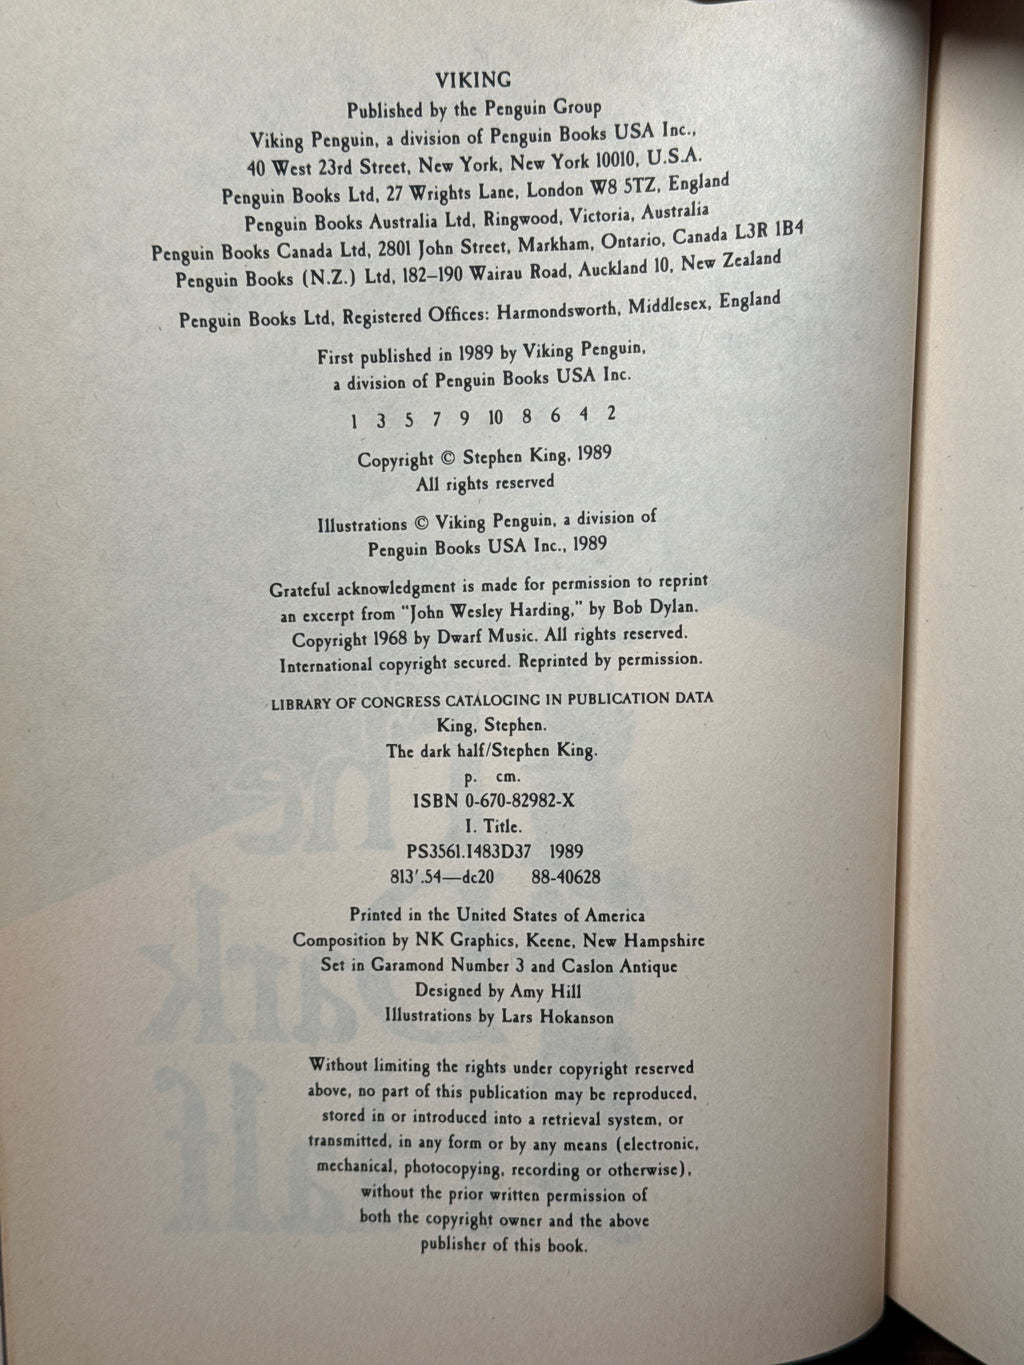 VIKING
Published by the Penguin Group
Viking Penguin, a division of Penguin Books USA Inc.,
40 West 23rd Street, New York, New York 10010, U.S.A.
Penguin Books Ltd, 27 Wrights Lane, London W8 5TZ, England
Penguin Books Australia Ltd, Ringwood, Victoria, Australia
Penguin Books Canada Ltd, 2801 John Street, Markham, Ontario, Canada L3R 1B4
Penguin Books (N.Z.) Ltd, 182–190 Wairau Road, Auckland 10, New Zealand
Penguin Books Ltd, Registered Offices: Harmondsworth, Middlesex, England
First published in 1989 by Viking Penguin,
a division of Penguin Books USA Inc.
1 3 5 7 9 10 8 6 4 2
Copyright © Stephen King, 1989
All rights reserved
Illustrations © Viking Penguin, a division of
Penguin Books USA Inc., 1989
Grateful acknowledgment is made for permission to reprint
an excerpt from “John Wesley Harding,” by Bob Dylan.
Copyright 1968 by Dwarf Music. All rights reserved.
International copyright secured. Reprinted by permission.
LIBRARY OF CONGRESS CATALOGING IN PUBLICATION DATA
King, Stephen.
The dark half/Stephen King.
p. cm.
ISBN 0-670-82982-X
I. Title.
PS3561.I483D37 1989
813′.54—dc20 88-40628
Printed in the United States of America
Composition by NK Graphics, Keene, New Hampshire
Set in Garamond Number 3 and Caslon Antique
Designed by Amy Hill
Illustrations by Lars Hokanson
Without limiting the rights under copyright reserved
above, no part of this publication may be reproduced,
stored in or introduced into a retrieval system, or
transmitted, in any form or by any means (electronic,
mechanical, photocopying, recording or otherwise),
without the prior written permission of
both the copyright owner and the above
publisher of this book.